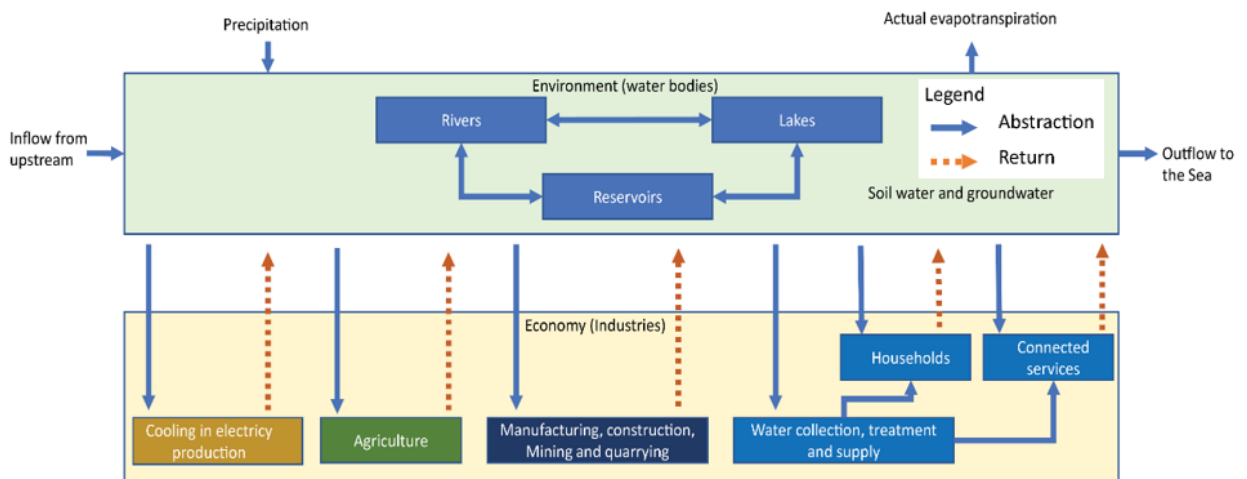 Precipitation
Actual evapotranspiration
Environment (water bodies)
Legend
Abstraction
Return
Rivers
Lakes
Inflow from
upstream
Outflow to
the Sea
Reservoirs
Soil water and groundwater
Economy (Industries)
Households
Connected
services
Cooling in electricy
production
Agriculture
Manufacturing, construction,
Mining and quarrying
Water collection, treatment
and supply